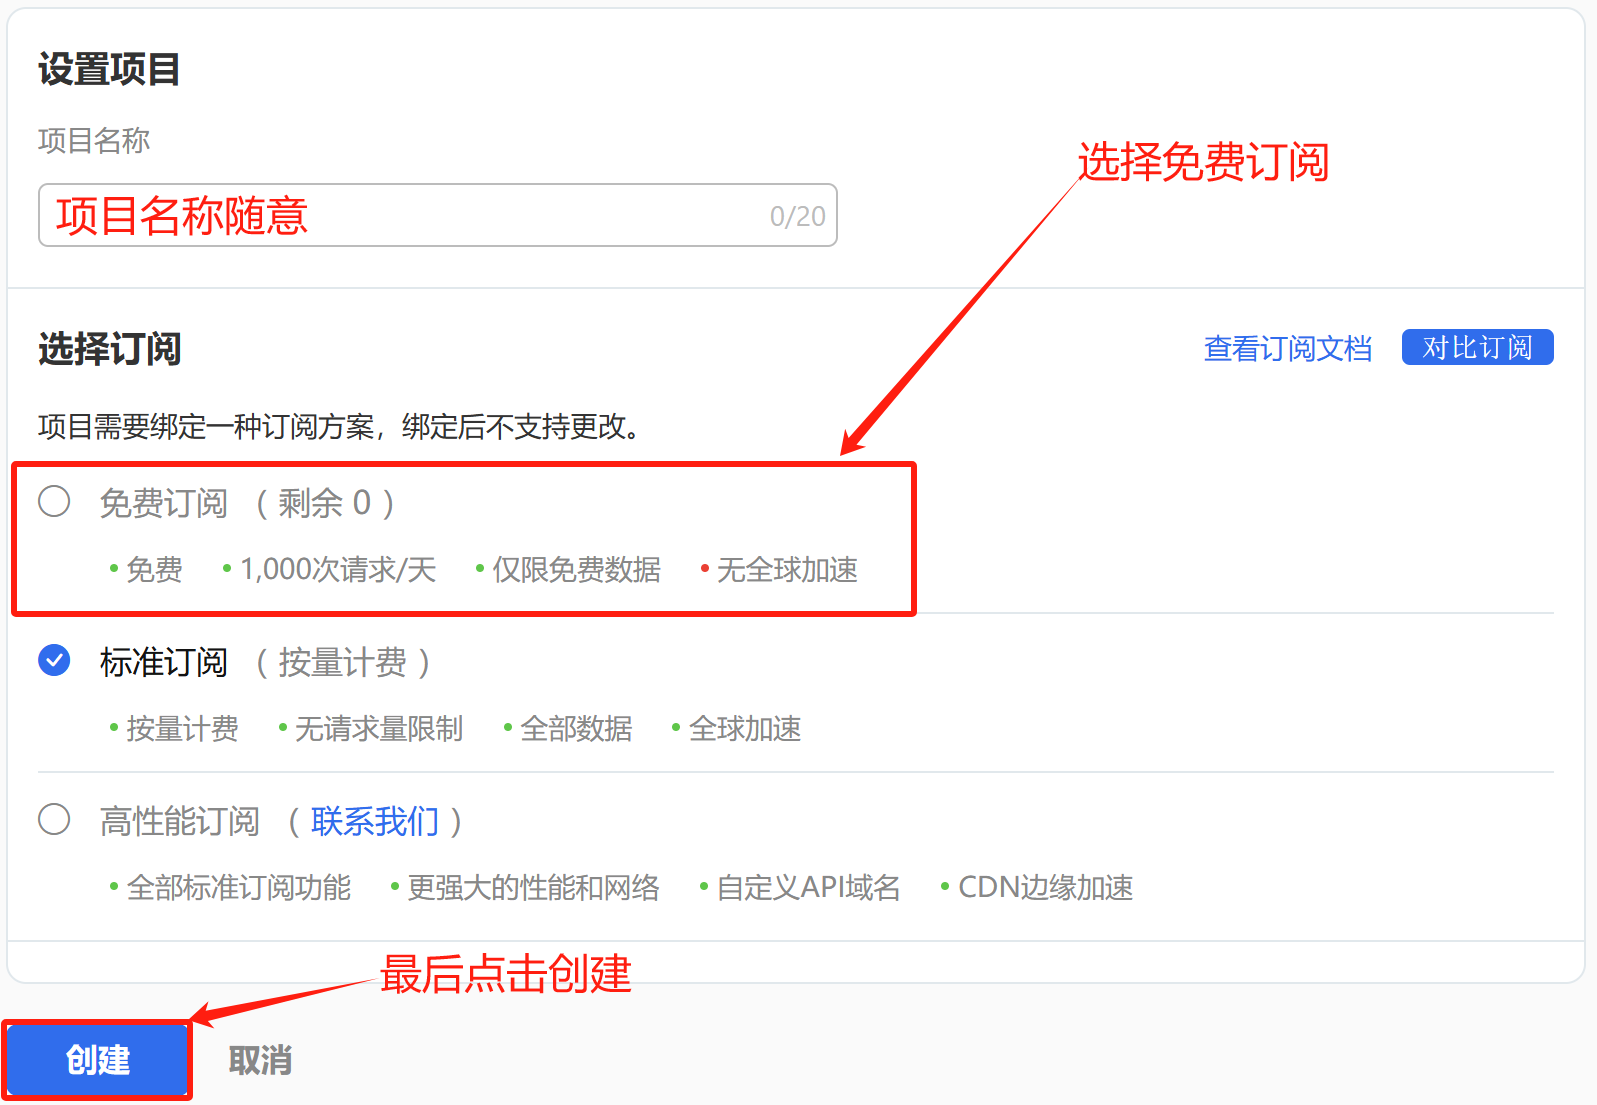 设置项目
项目名称
选择免费订阅
项目名称随意 0/20
选择订阅 查看订阅文档 对比订阅
项目需要绑定一种订阅方案，绑定后不支持更改。
免费订阅 （ 剩余 0 ）
• 免费 • 1,000次请求/天 • 仅限免费数据 • 无全球加速
标准订阅 （ 按量计费 ）
• 按量计费 • 无请求量限制 • 全部数据 • 全球加速
高性能订阅 （ 联系我们 ）
• 全部标准订阅功能 • 更强大的性能和网络 • 自定义API域名 • CDN边缘加速
最后点击创建
创建 取消